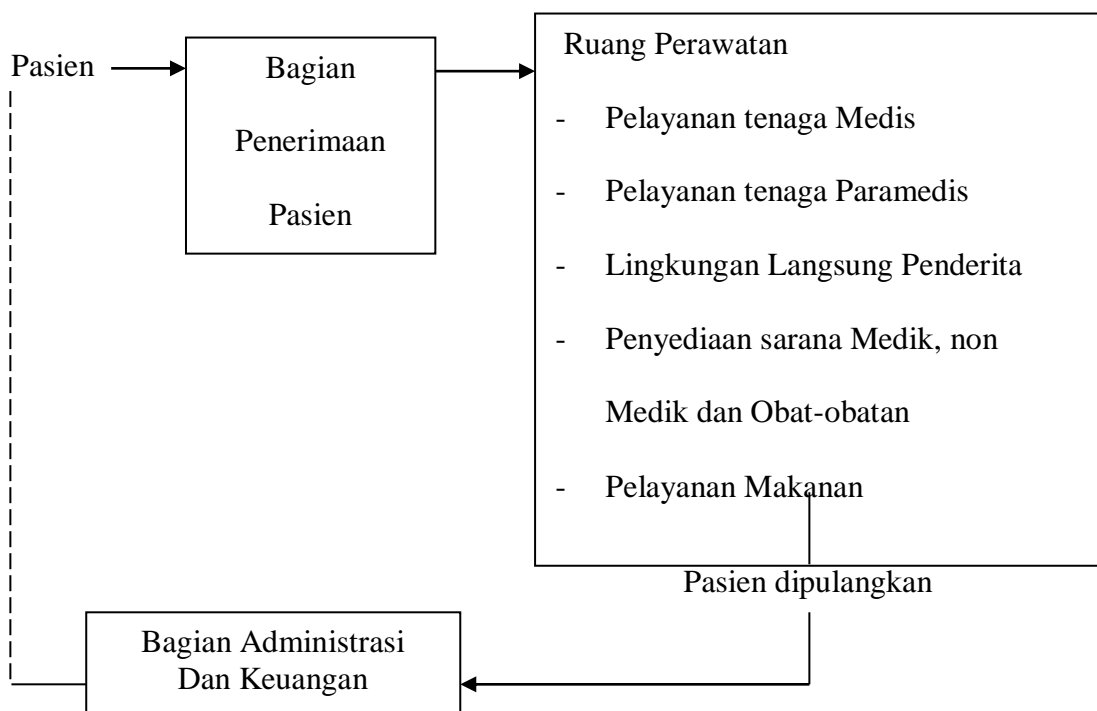 Pasien
Bagian
Penerimaan
Pasien
Ruang Perawatan
- Pelayanan tenaga Medis
- Pelayanan tenaga Paramedis
- Lingkungan Langsung Penderita
- Penyediaan sarana Medik, non
Medik dan Obat-obatan
- Pelayanan Makanan
Pasien dipulangkan
Bagian Administrasi
Dan Keuangan